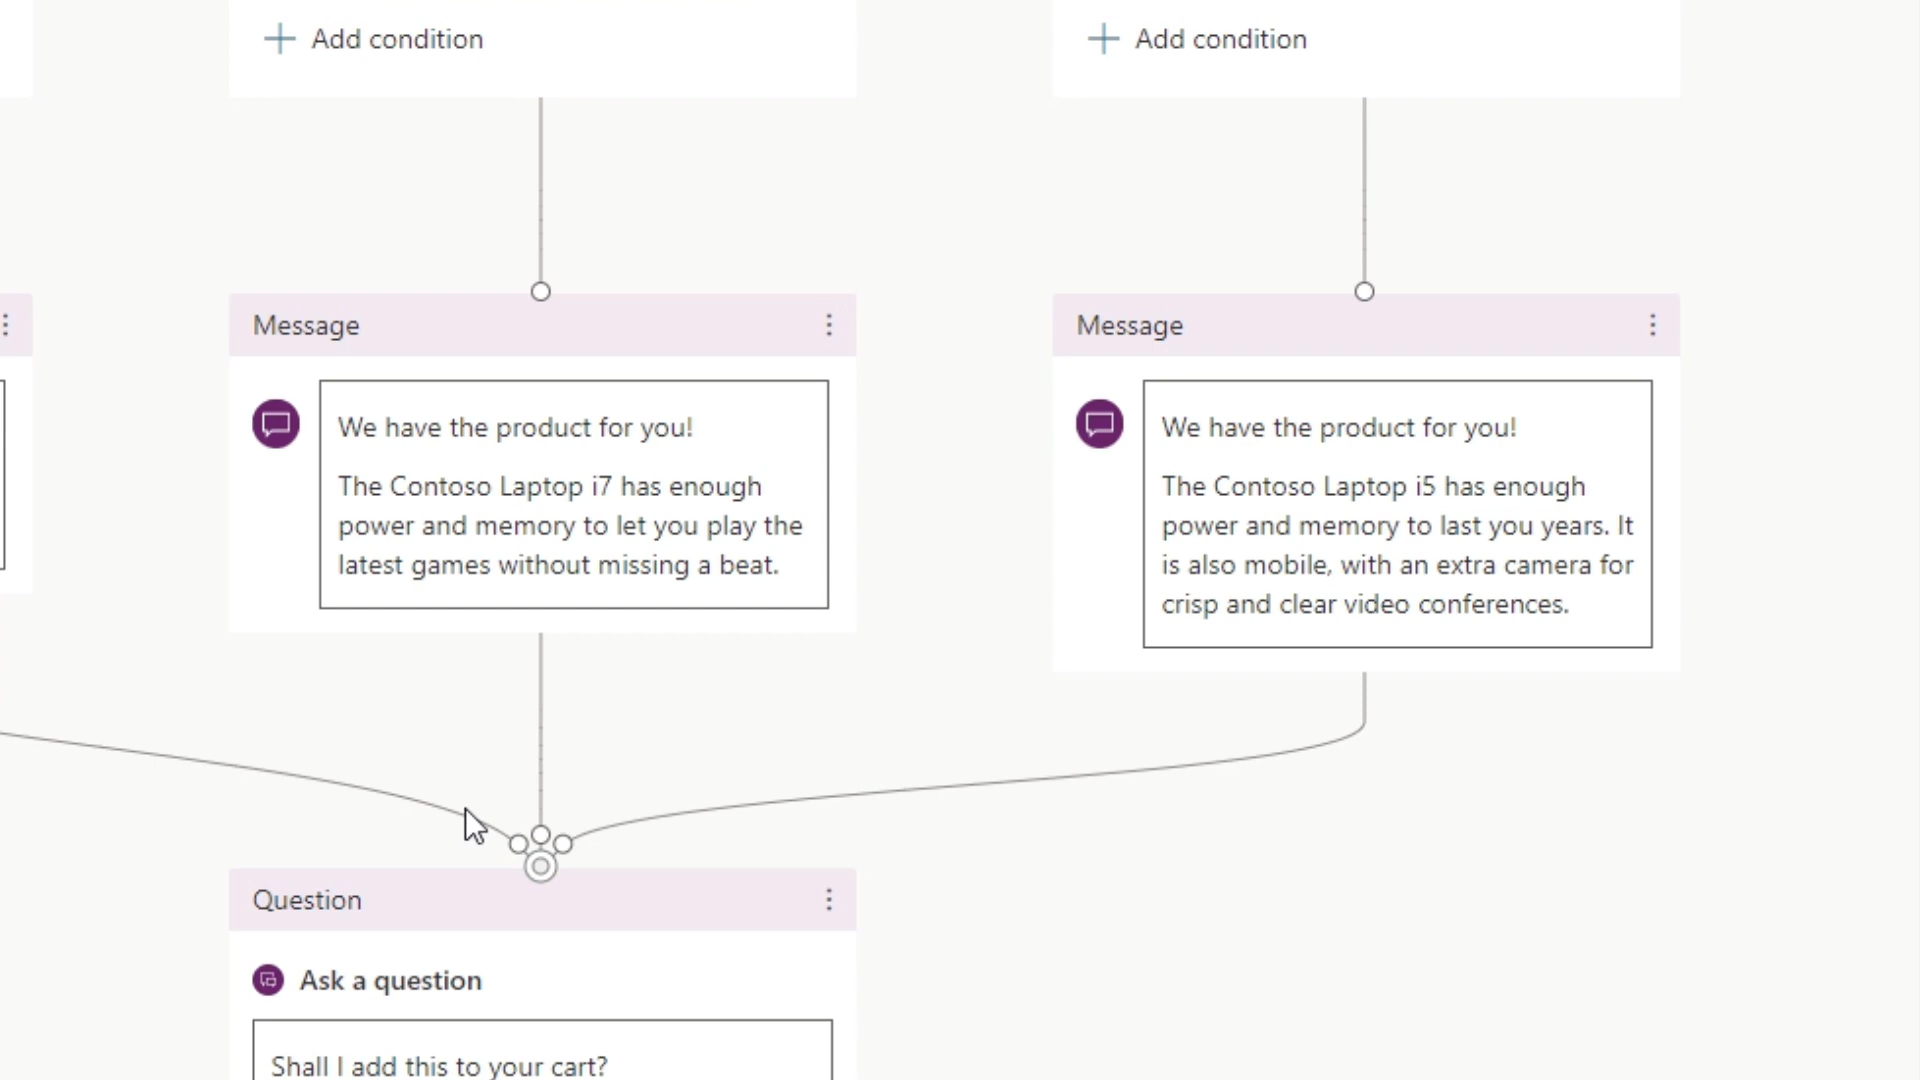 Add condition
Add condition
Message
We have the product for you!
The Contoso Laptop i7 has enough
power and memory to let you play the
latest games without missing a beat.
Message
We have the product for you!
The Contoso Laptop i5 has enough
power and memory to last you years. It
is also mobile, with an extra camera for
crisp and clear video conferences.
Question
Ask a question
Shall I add this to your cart?